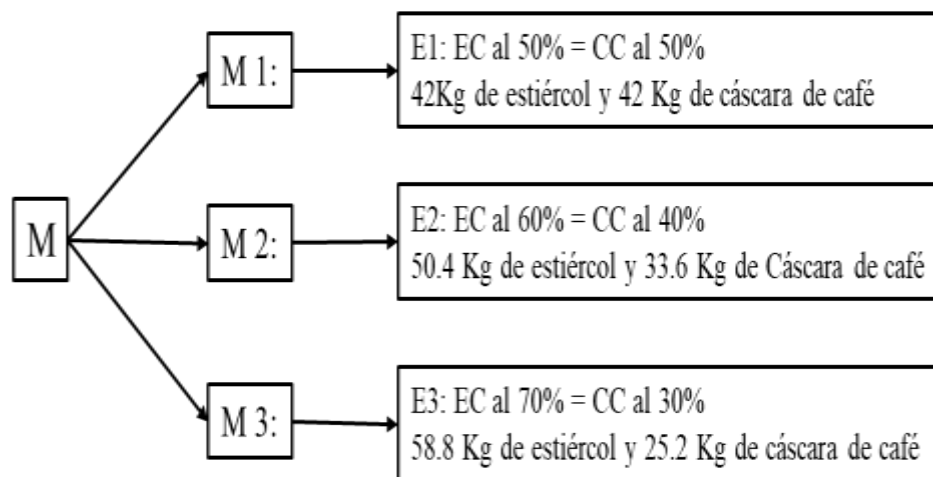 M
M 1:
E1: EC al 50% = CC al 50%
42Kg de estiércol y 42 Kg de cáscara de café
M 2:
E2: EC al 60% = CC al 40%
50.4 Kg de estiércol y 33.6 Kg de Cáscara de café
M 3:
E3: EC al 70% = CC al 30%
58.8 Kg de estiércol y 25.2 Kg de cáscara de café